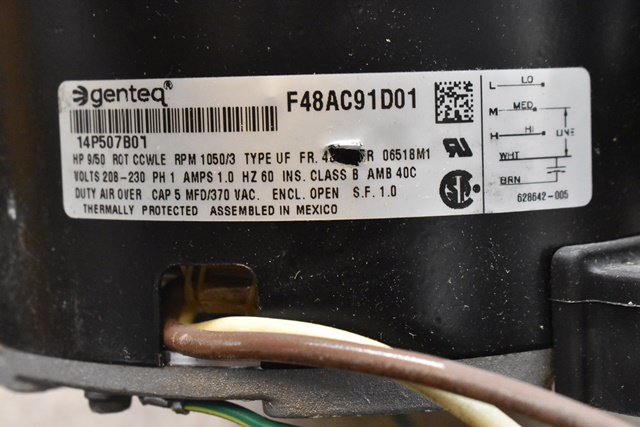 genteq®
F48AC91D01
14P507B01
HP 9/50 ROT CCWLE RPM 1050/3 TYPE UF FR. 06518M1
VOLTS 208-230 PH 1 AMPS 1.0 HZ 60 INS. CLASS B AMB 40C
DUTY AIR OVER CAP 5 MFD/370 VAC. ENCL. OPEN S.F. 1.0
THERMALLY PROTECTED ASSEMBLED IN MEXICO
L LO
M MED
H HI
LINE
WHT
BRN
628642-005